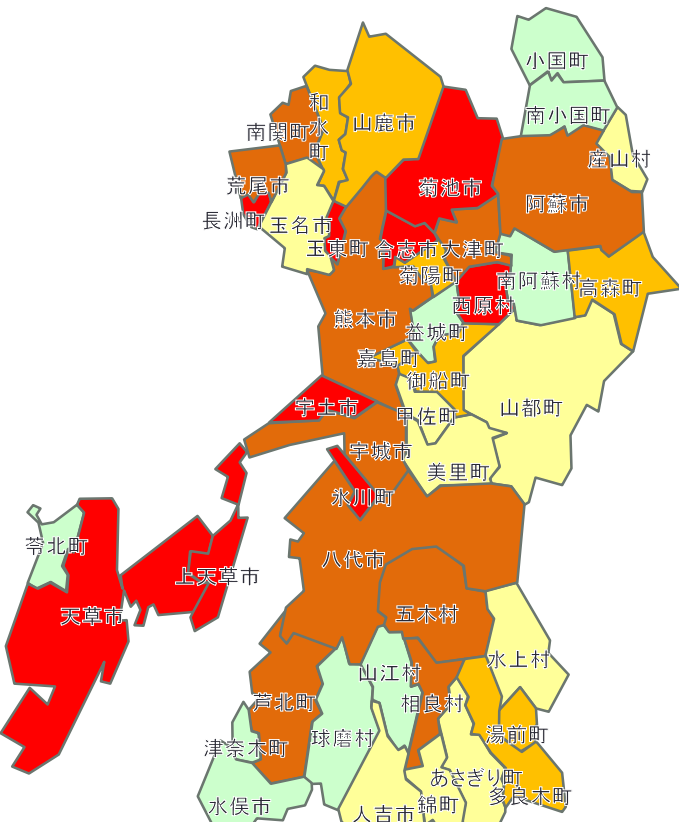 小国町
南小国町
和水町
山鹿市
南関町
産山村
荒尾市
菊池市
阿蘇市
長洲町
玉名市
玉東町
合志市
大津町
菊陽町
南阿蘇村
高森町
西原村
熊本市
益城町
嘉島町
御船町
宇土市
甲佐町
山都町
宇城市
美里町
氷川町
苓北町
八代市
上天草市
天草市
五木村
水上村
山江村
芦北町
相良村
湯前町
球磨村
津奈木町
あさぎり町
多良木町
水俣市
錦町
人吉市